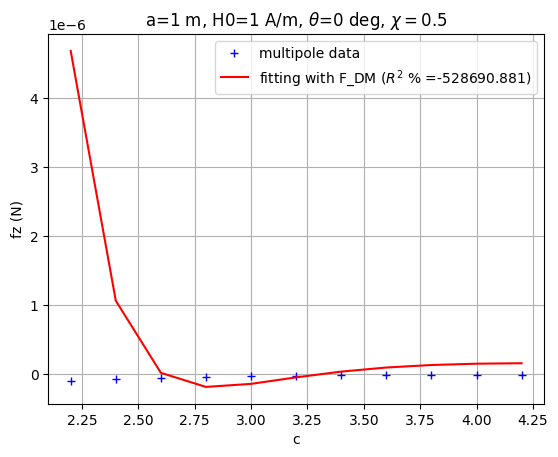 a=1 m, H0=1 A/m, θ=0 deg, χ = 0.5
1e−6
multipole data
fitting with F_DM (R² % =-528690.881)
4
3
2
1
0
fz (N)
2.25 2.50 2.75 3.00 3.25 3.50 3.75 4.00 4.25
c